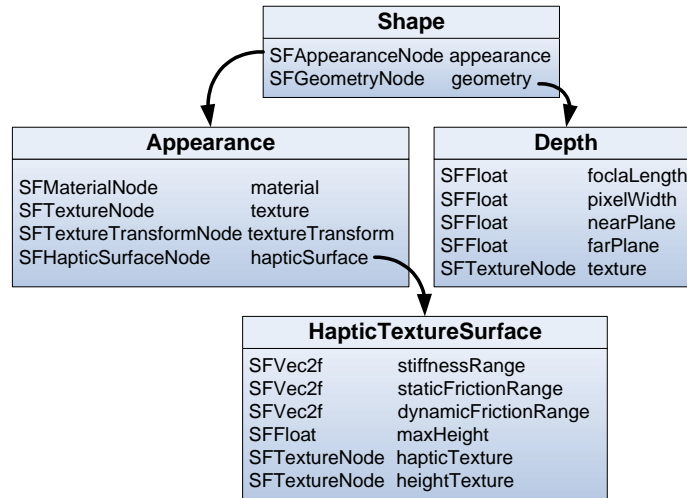 Shape
SFAppearanceNode appearance
SFGeometryNode geometry
Appearance
SFMaterialNode material
SFTextureNode texture
SFTextureTransformNode textureTransform
SFHapticSurfaceNode hapticSurface
Depth
SFFloat foclaLength
SFFloat pixelWidth
SFFloat nearPlane
SFFloat farPlane
SFTextureNode texture
HapticTextureSurface
SFVec2f stiffnessRange
SFVec2f staticFrictionRange
SFVec2f dynamicFrictionRange
SFFloat maxHeight
SFTextureNode hapticTexture
SFTextureNode heightTexture